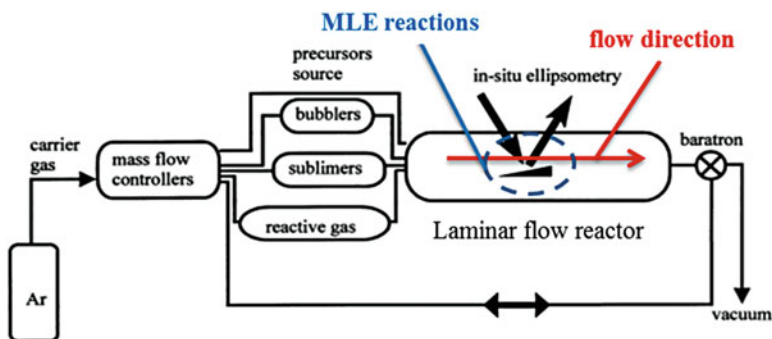 MLE reactions
flow direction
precursors
source
in-situ ellipsometry
bubblers
carrier
gas
mass flow
controllers
sublimers
baratron
reactive gas
Laminar flow reactor
Ar
vacuum